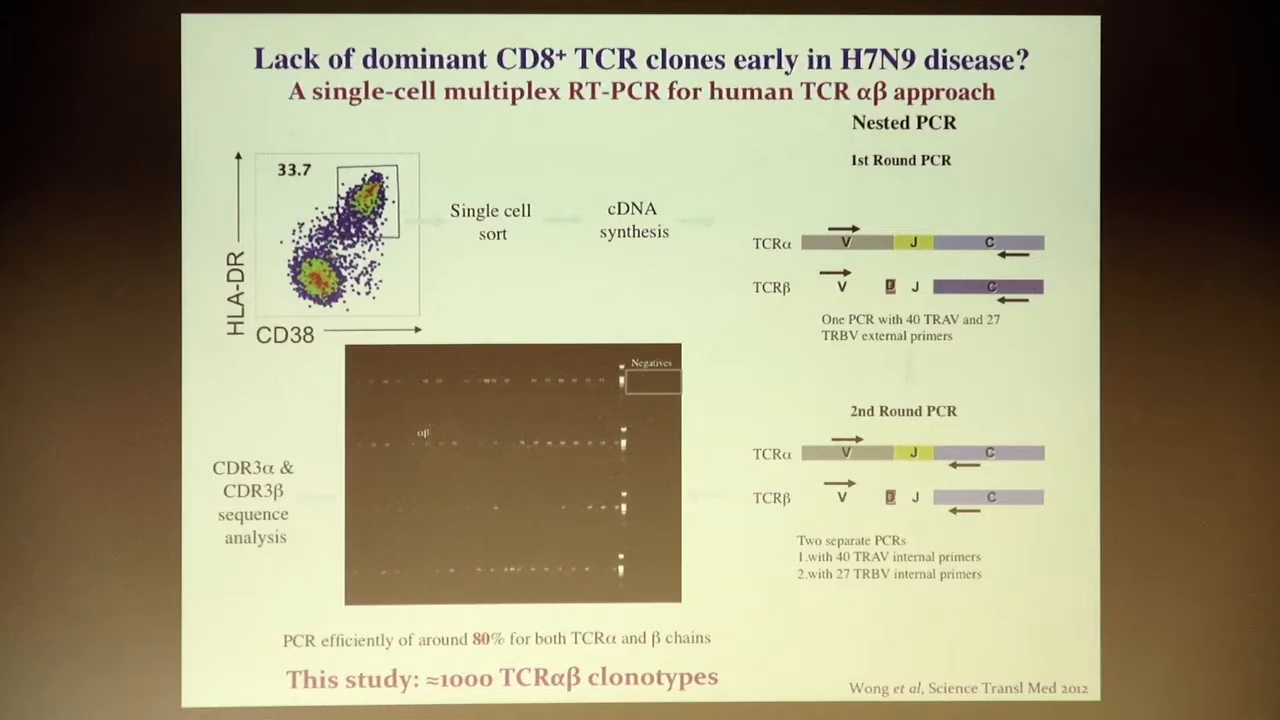 Lack of dominant CD8+ TCR clones early in H7N9 disease?
A single-cell multiplex RT-PCR for human TCR αβ approach
Nested PCR
1st Round PCR
33.7
HLA-DR
CD38
Single cell
sort
cDNA
synthesis
TCRα V J C
TCRβ V D J C
One PCR with 40 TRAV and 27
TRBV external primers
Negatives
αβ
2nd Round PCR
TCRα V J C
TCRβ V D J C
Two separate PCRs
1.with 40 TRAV internal primers
2.with 27 TRBV internal primers
CDR3α &
CDR3β
sequence
analysis
PCR efficiently of around 80% for both TCRα and β chains
This study: ≈1000 TCRαβ clonotypes
Wong et al, Science Transl Med 2012